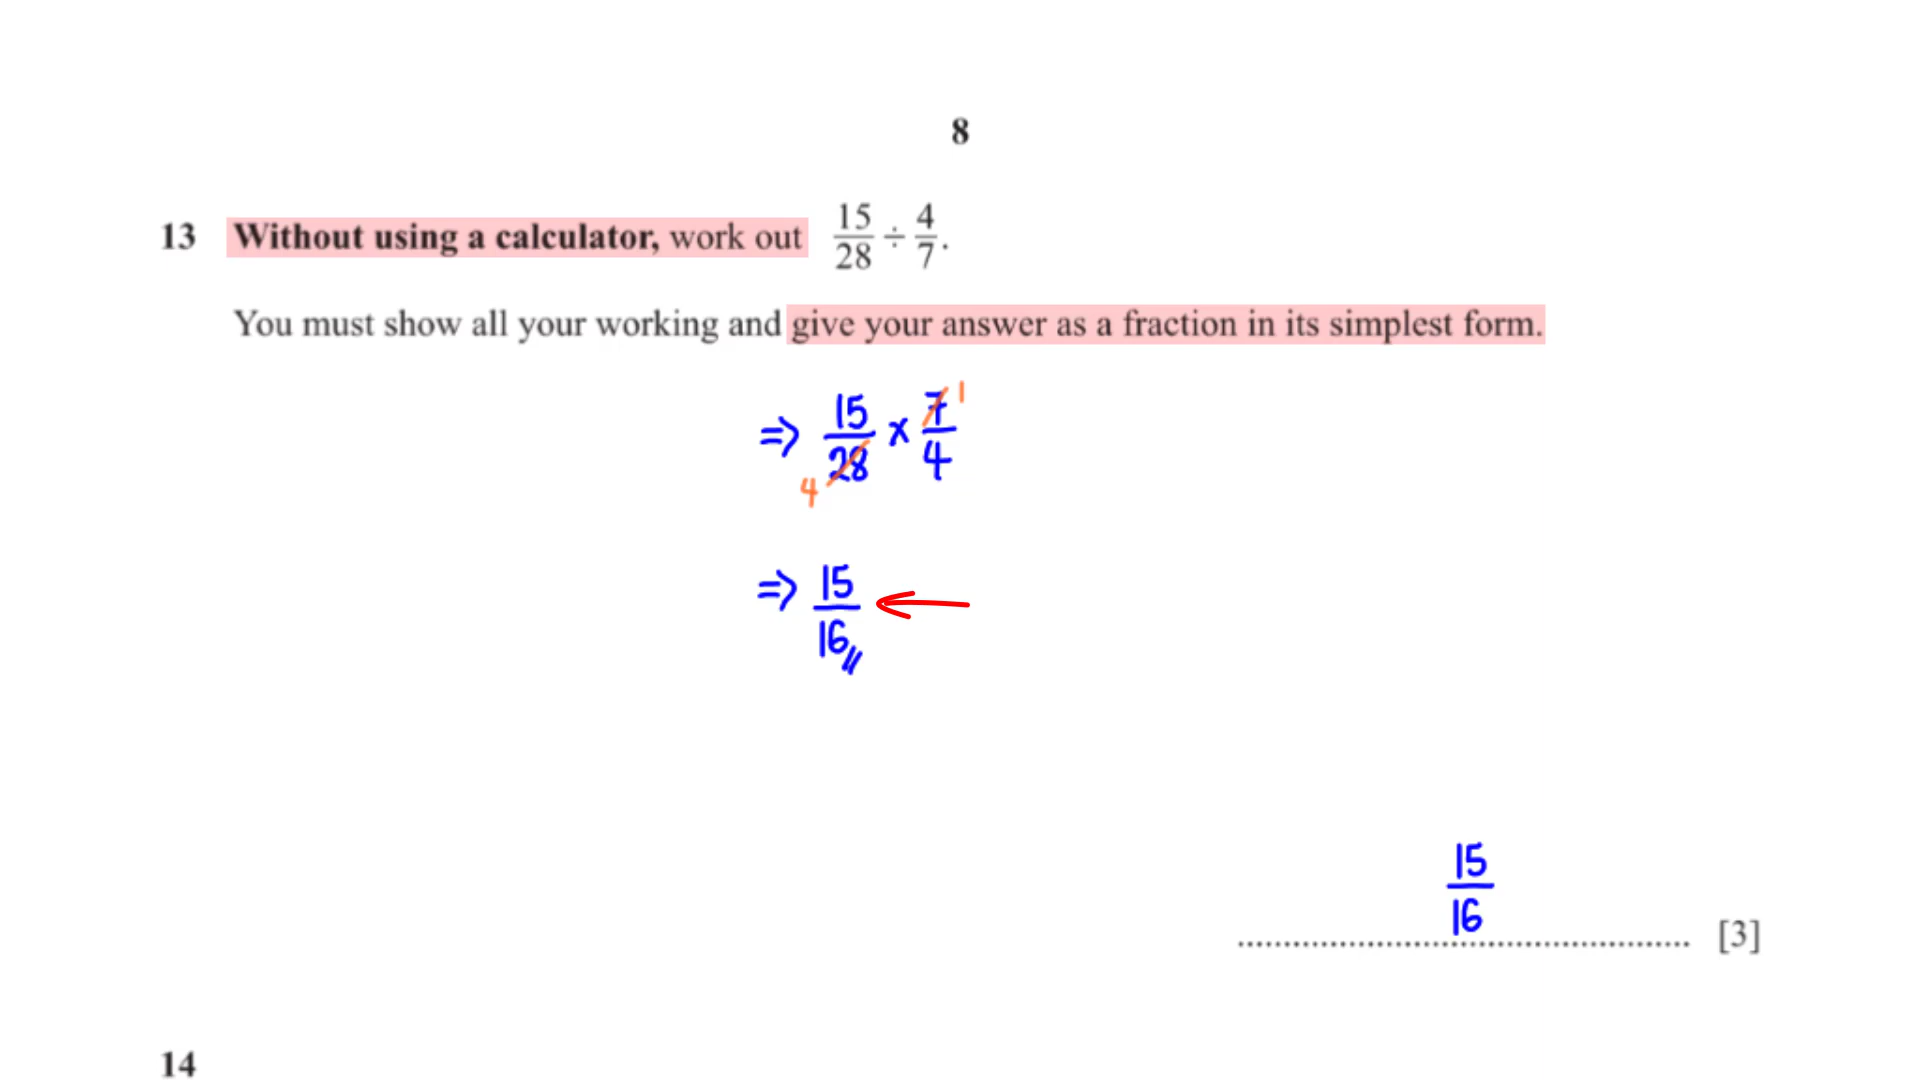 8
13 Without using a calculator, work out 15/28 ÷ 4/7.
You must show all your working and give your answer as a fraction in its simplest form.
⇒ 15/28 × 7/4 1
4
⇒ 15/16
15/16
.................................................. [3]
14